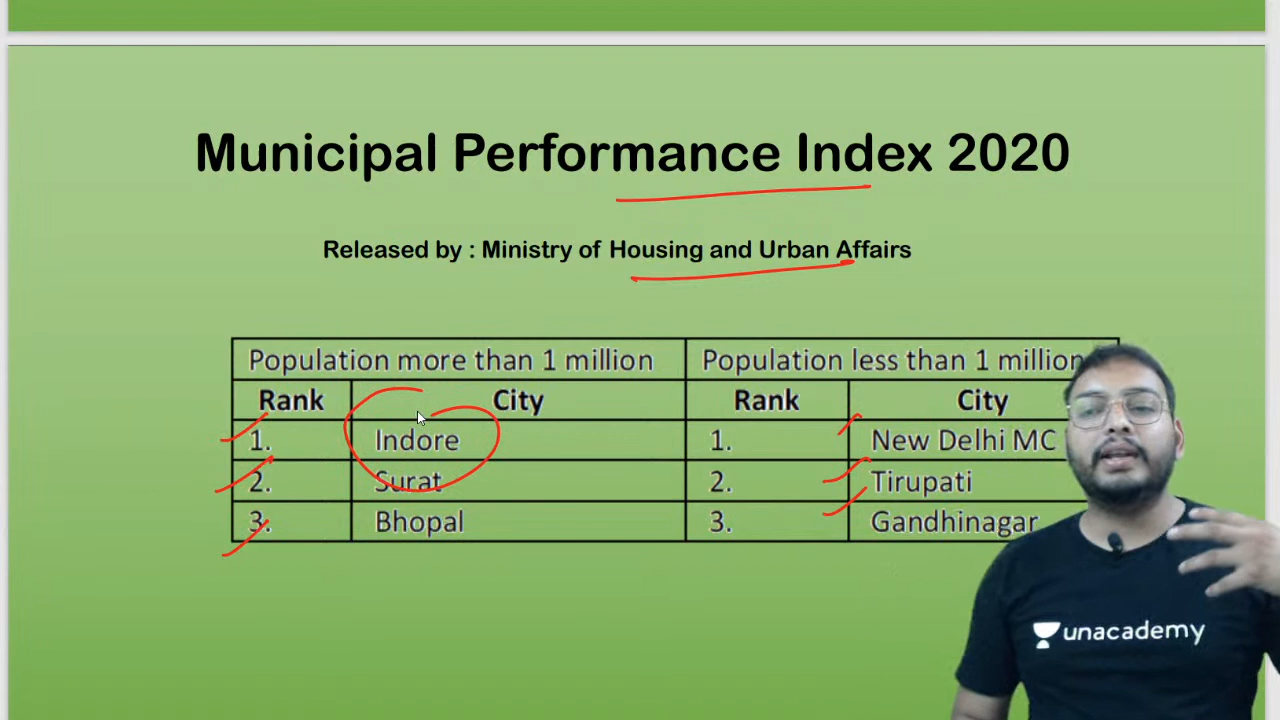 Municipal Performance Index 2020
Released by : Ministry of Housing and Urban Affairs
Population more than 1 million Population less than 1 million
Rank City Rank City
1. Indore 1. New Delhi MC
2. Surat 2. Tirupati
3. Bhopal 3. Gandhinagar
unacademy